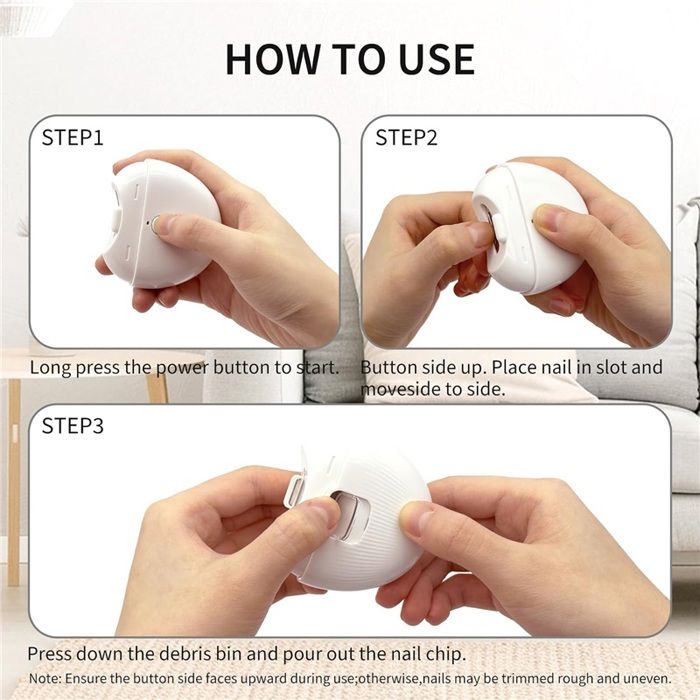 HOW TO USE
STEP1
STEP2
Long press the power button to start.
Button side up. Place nail in slot and
moveside to side.
STEP3
Press down the debris bin and pour out the nail chip.
Note: Ensure the button side faces upward during use;otherwise,nails may be trimmed rough and uneven.